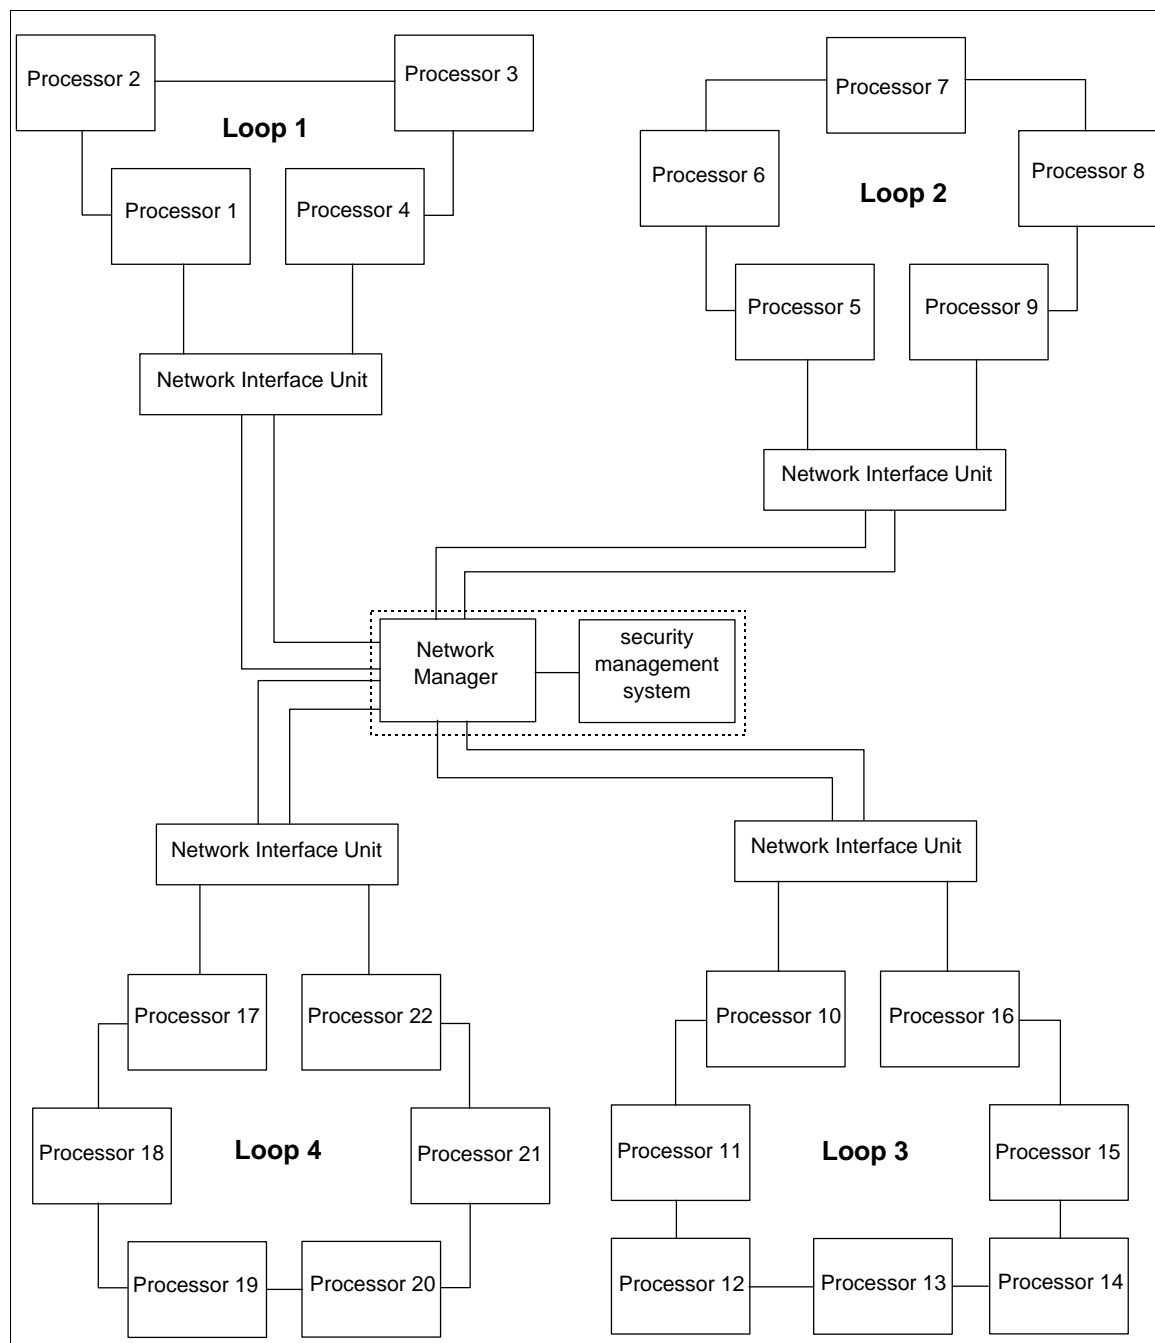 Processor 2
Processor 3
Loop 1
Processor 1
Processor 4
Network Interface Unit
Processor 7
Processor 6
Processor 8
Loop 2
Processor 5
Processor 9
Network Interface Unit
Network
Manager
security
management
system
Network Interface Unit
Network Interface Unit
Processor 17
Processor 22
Processor 18
Loop 4
Processor 21
Processor 19
Processor 20
Processor 10
Processor 16
Processor 11
Loop 3
Processor 15
Processor 12
Processor 13
Processor 14